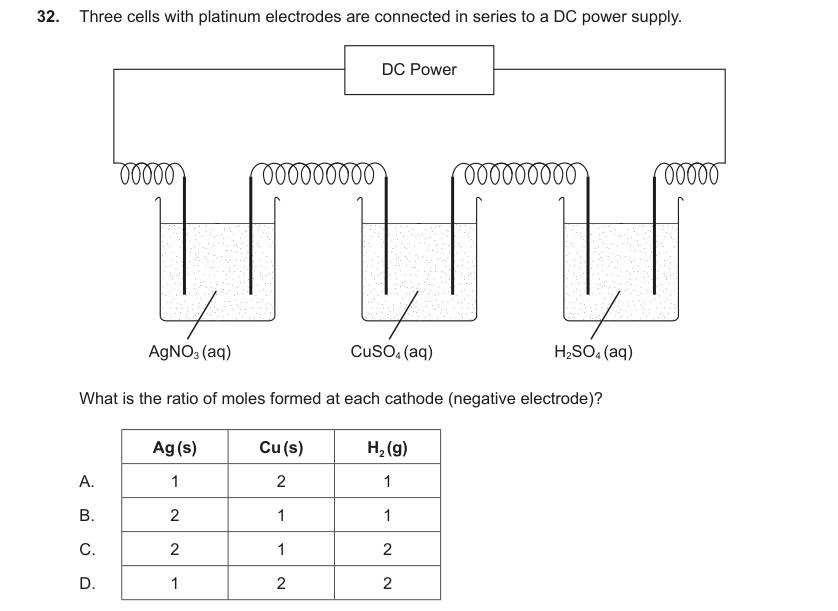 32. Three cells with platinum electrodes are connected in series to a DC power supply.
DC Power
AgNO₃ (aq) CuSO₄ (aq) H₂SO₄ (aq)
What is the ratio of moles formed at each cathode (negative electrode)?
Ag (s) Cu (s) H₂ (g)
A. 1 2 1
B. 2 1 1
C. 2 1 2
D. 1 2 2